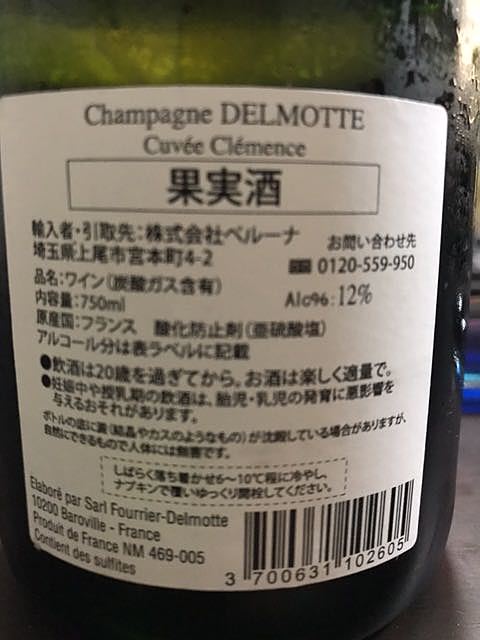 Champagne DELMOTTE
Cuvée Clémence
果実酒
輸入者・引取先：株式会社ベルーナ
埼玉県上尾市宮本町4-2
お問い合わせ先
0120-559-950
品名：ワイン（炭酸ガス含有）
内容量：750ml
Alc%：12%
原産国：フランス 酸化防止剤（亜硫酸塩）
アルコール分は表ラベルに記載
●飲酒は20歳を過ぎてから。お酒は楽しく適量で。
●妊娠中や授乳期の飲酒は、胎児・乳児の発育に悪影響を
与えるおそれがあります。
ボトルの底に澱（結晶やカスのようなもの）が沈殿している場合がありますが、
自然にできるもので人体には無害です。
しばらく落ち着かせ6～10℃程に冷やし、
ナプキンで覆いゆっくり開栓してください。
Elaboré par Sarl Fourrier-Delmotte
10200 Baroville - France
Produit de France NM 469-005
Contient des sulfites
3 700631 102605